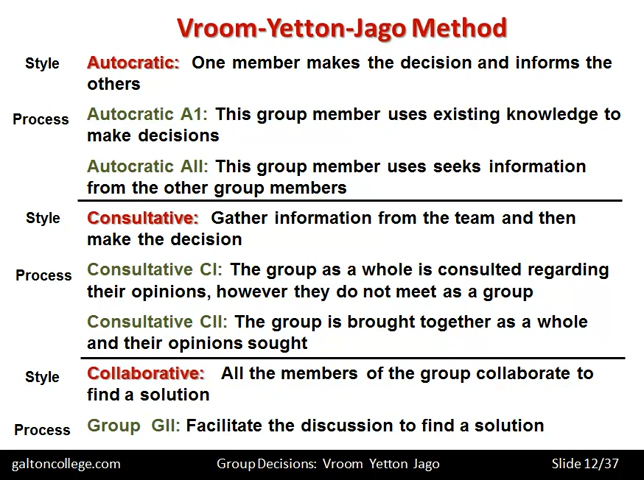 Vroom-Yetton-Jago Method
Style Autocratic: One member makes the decision and informs the
others
Process Autocratic A1: This group member uses existing knowledge to
make decisions
Autocratic AII: This group member uses seeks information
from the other group members
Style Consultative: Gather information from the team and then
make the decision
Process Consultative CI: The group as a whole is consulted regarding
their opinions, however they do not meet as a group
Consultative CII: The group is brought together as a whole
and their opinions sought
Style Collaborative: All the members of the group collaborate to
find a solution
Process Group GII: Facilitate the discussion to find a solution
galtoncollege.com Group Decisions: Vroom Yetton Jago Slide 12/37